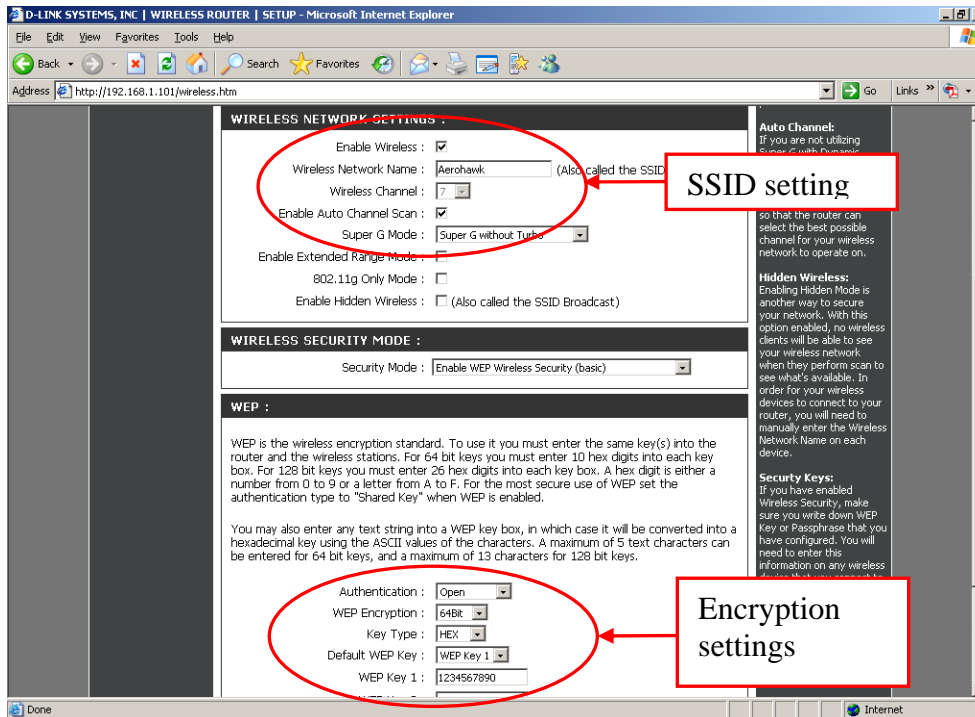 D-LINK SYSTEMS, INC | WIRELESS ROUTER | SETUP - Microsoft Internet Explorer
File Edit View Favorites Tools Help
Back Search Favorites
Address http://192.168.1.101/wireless.htm Go Links »
WIRELESS NETWORK SETTINGS :
Enable Wireless :
Wireless Network Name : Aerohawk (Also called the SSID
Wireless Channel : 7
Enable Auto Channel Scan :
Super G Mode : Super G without Turbo
Enable Extended Range Mode :
802.11g Only Mode :
Enable Hidden Wireless : (Also called the SSID Broadcast)
SSID setting
WIRELESS SECURITY MODE :
Security Mode : Enable WEP Wireless Security (basic)
WEP :
WEP is the wireless encryption standard. To use it you must enter the same key(s) into the
router and the wireless stations. For 64 bit keys you must enter 10 hex digits into each key
box. For 128 bit keys you must enter 26 hex digits into each key box. A hex digit is either a
number from 0 to 9 or a letter from A to F. For the most secure use of WEP set the
authentication type to "Shared Key" when WEP is enabled.
You may also enter any text string into a WEP key box, in which case it will be converted into a
hexadecimal key using the ASCII values of the characters. A maximum of 5 text characters can
be entered for 64 bit keys, and a maximum of 13 characters for 128 bit keys.
Authentication : Open
WEP Encryption : 64Bit
Key Type : HEX
Default WEP Key : WEP Key 1
WEP Key 1 : 1234567890
Encryption
settings
Auto Channel:
If you are not utilizing
Super G with Dynamic
so that the router can
select the best possible
channel for your wireless
network to operate on.
Hidden Wireless:
Enabling Hidden Mode is
another way to secure
your network. With this
option enabled, no wireless
clients will be able to see
your wireless network
when they perform scan to
see what's available. In
order for your wireless
devices to connect to your
router, you will need to
manually enter the Wireless
Network Name on each
device.
Securty Keys:
If you have enabled
Wireless Security, make
sure you write down WEP
Key or Passphrase that you
have configured. You will
need to enter this
information on any wireless
device that you connect to
Done Internet